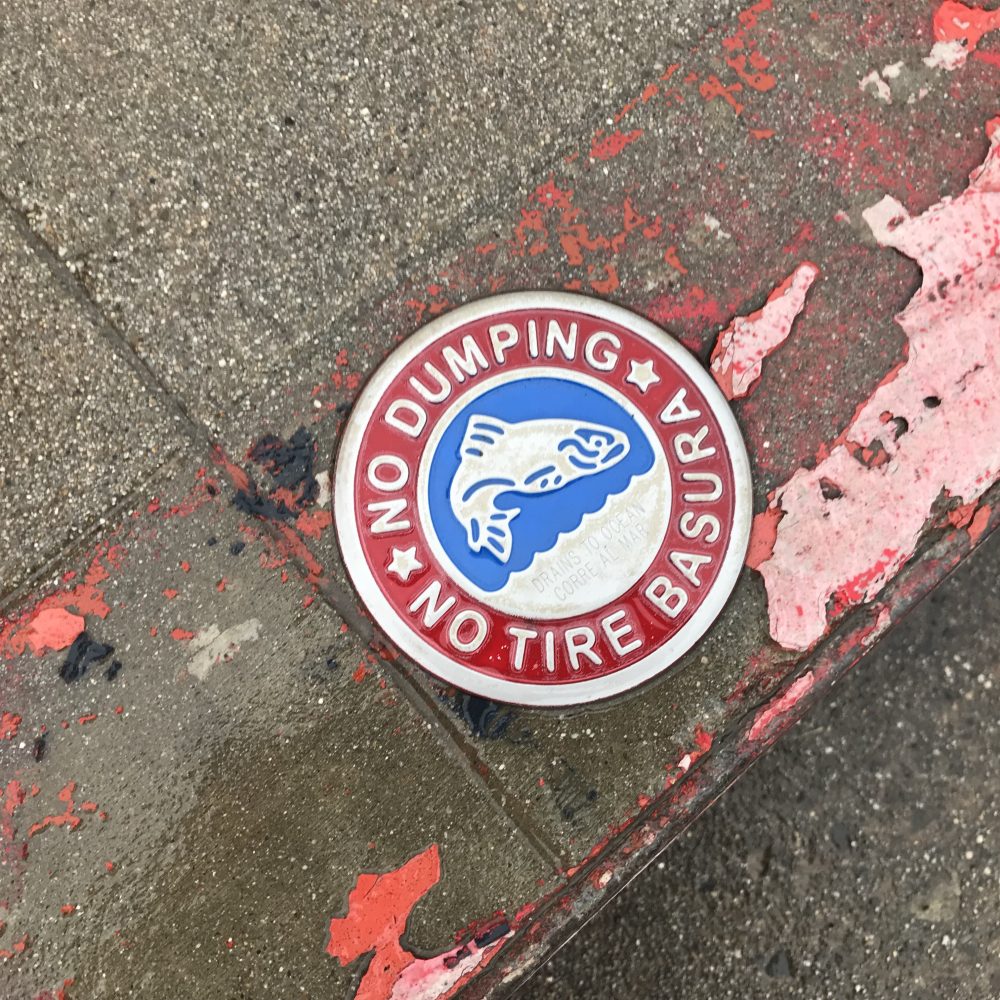 NO DUMPING
NO TIRE BASURA
DRAINS TO OCEAN
CORRE AL MAR